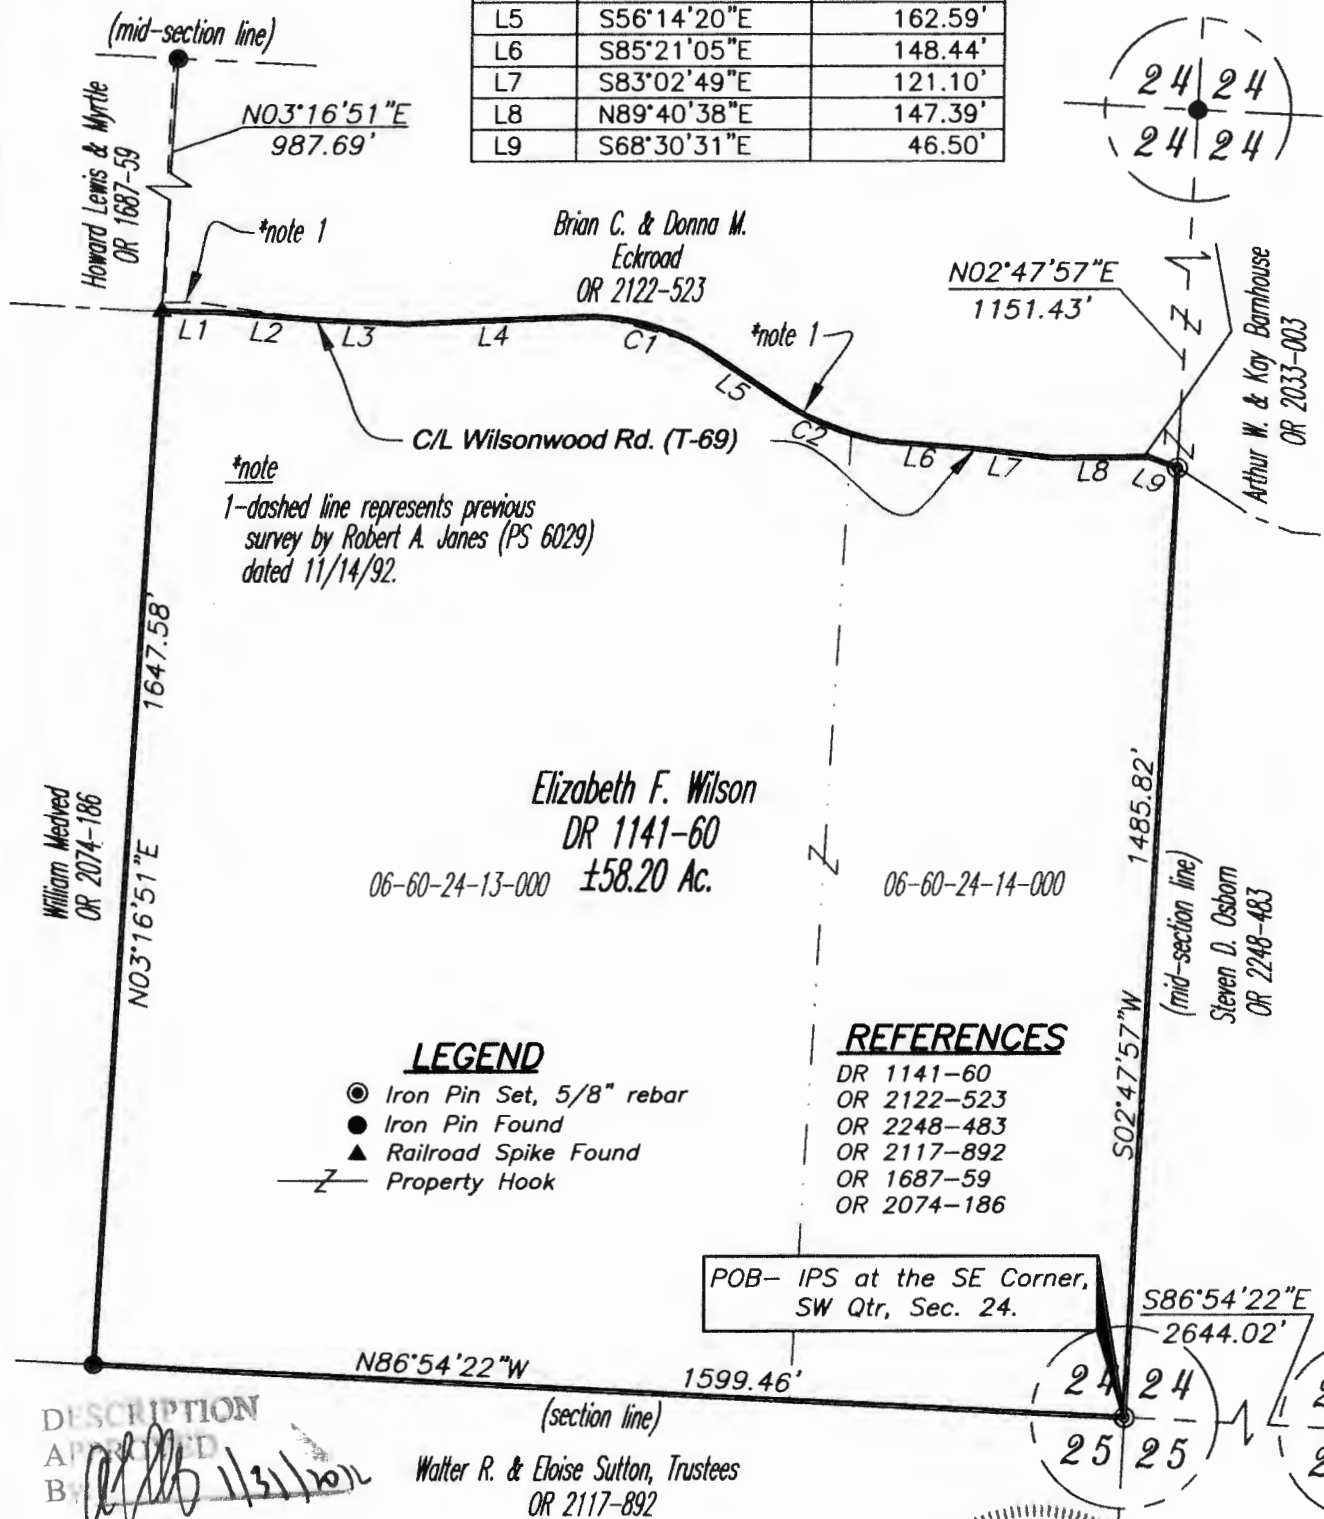 (mid-section line)
L5 S56°14'20"E 162.59'
L6 S85°21'05"E 148.44'
L7 S83°02'49"E 121.10'
L8 N89°40'38"E 147.39'
L9 S68°30'31"E 46.50'
24 24
24 24
N03°16'51"E
987.69'
Howard Lewis & Myrtle
OR 1687-59
*note 1
Brian C. & Donna M.
Eckroad
OR 2122-523
N02°47'57"E
1151.43'
Z
Z
Arthur W. & Kay Barnhouse
OR 2033-003
L1
L2
L3
L4
C1
L5
*note 1
C2
L6
L7
L8
L9
C/L Wilsonwood Rd. (T-69)
*note
1-dashed line represents previous
survey by Robert A. Janes (PS 6029)
dated 11/14/92.
1647.58'
N03°16'51"E
William Medved
OR 2074-186
Elizabeth F. Wilson
DR 1141-60
±58.20 Ac.
06-60-24-13-000
Z
06-60-24-14-000
1485.82'
S02°47'57"W
(mid-section line)
Steven D. Osborn
OR 2248-483
LEGEND
Iron Pin Set, 5/8" rebar
Iron Pin Found
Railroad Spike Found
Z Property Hook
REFERENCES
DR 1141-60
OR 2122-523
OR 2248-483
OR 2117-892
OR 1687-59
OR 2074-186
POB- IPS at the SE Corner,
SW Qtr, Sec. 24.
S86°54'22"E
2644.02'
N86°54'22"W 1599.46'
(section line)
24 24
25 25
DESCRIPTION
APPROVED
By 1/31/2012
Walter R. & Eloise Sutton, Trustees
OR 2117-892